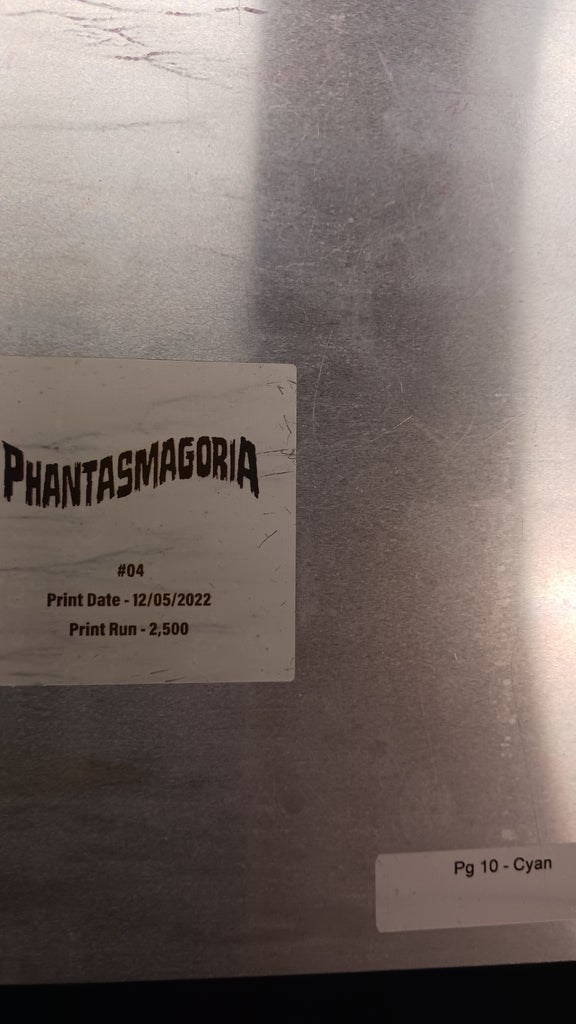 PHANTASMAGORIA
#04
Print Date - 12/05/2022
Print Run - 2,500
Pg 10 - Cyan